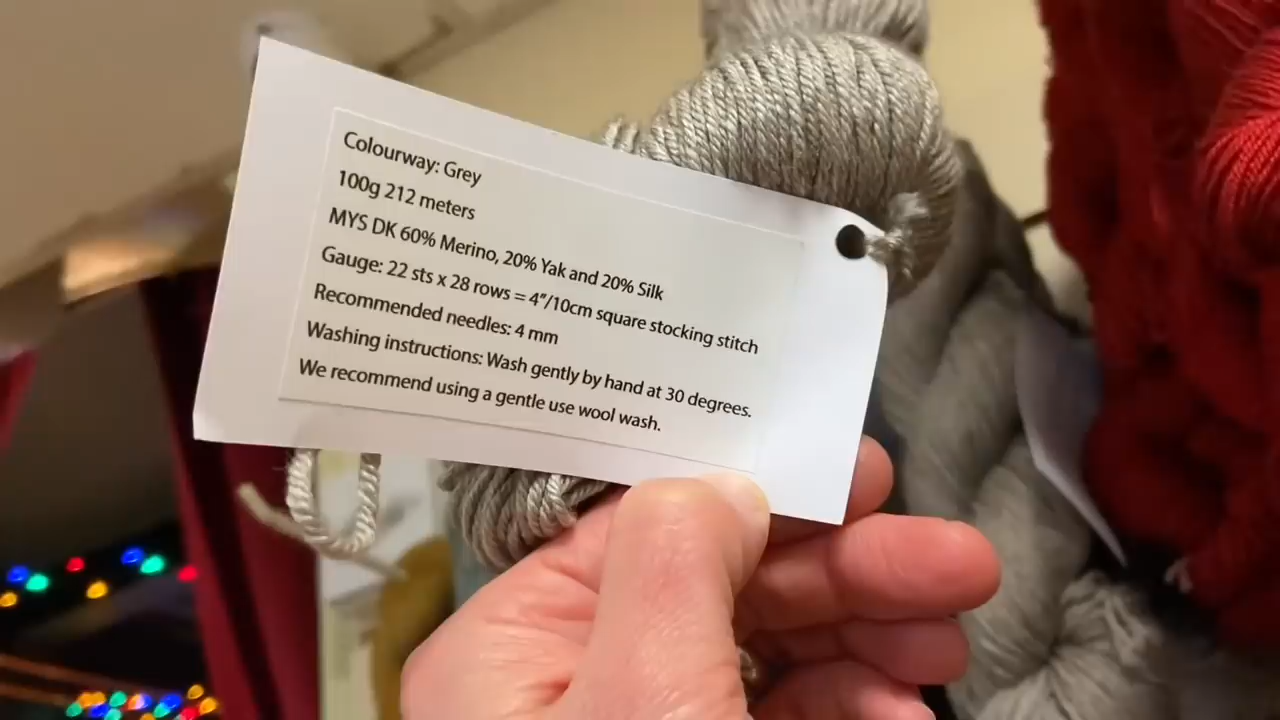 Colourway: Grey
100g 212 meters
MYS DK 60% Merino, 20% Yak and 20% Silk
Gauge: 22 sts x 28 rows = 4”/10cm square stocking stitch
Recommended needles: 4 mm
Washing instructions: Wash gently by hand at 30 degrees.
We recommend using a gentle use wool wash.